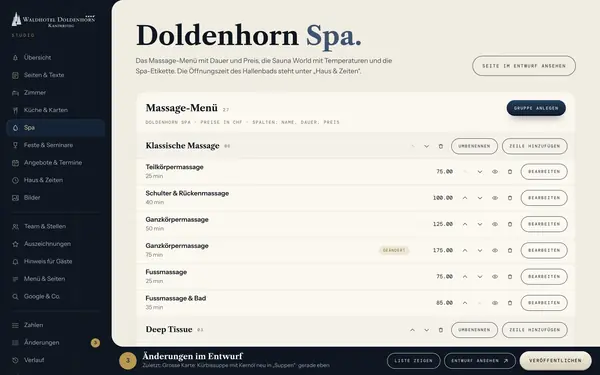 WALDHOTEL DOLDENHORN
KANDERSTEG
STUDIO
Übersicht
Seiten & Texte
Zimmer
Küche & Karten
Spa
Feste & Seminare
Angebote & Termine
Haus & Zeiten
Bilder
Team & Stellen
Auszeichnungen
Hinweis für Gäste
Menü & Seiten
Google & Co.
Zahlen
Änderungen 3
Verlauf
Doldenhorn Spa.
Das Massage-Menü mit Dauer und Preis, die Sauna World mit Temperaturen und die
Spa-Etikette. Die Öffnungszeit des Hallenbads steht unter „Haus & Zeiten“.
SEITE IM ENTWURF ANSEHEN
Massage-Menü 27
DOLDENHORN SPA · PREISE IN CHF · SPALTEN: NAME, DAUER, PREIS
GRUPPE ANLEGEN
Klassische Massage 06
UMBENENNEN
ZEILE HINZUFÜGEN
Teilkörpermassage
25 min
75.00
BEARBEITEN
Schulter & Rückenmassage
40 min
100.00
BEARBEITEN
Ganzkörpermassage
50 min
125.00
BEARBEITEN
Ganzkörpermassage
75 min
GEÄNDERT
175.00
BEARBEITEN
Fussmassage
25 min
75.00
BEARBEITEN
Fussmassage & Bad
35 min
85.00
BEARBEITEN
Deep Tissue
UMBENENNEN
ZEILE HINZUFÜGEN
3
Änderungen im Entwurf
Zuletzt: Grosse Karte: Kürbissuppe mit Kernöl neu in „Suppen“ gerade eben
LISTE ZEIGEN
ENTWURF ANSEHEN
VERÖFFENTLICHEN